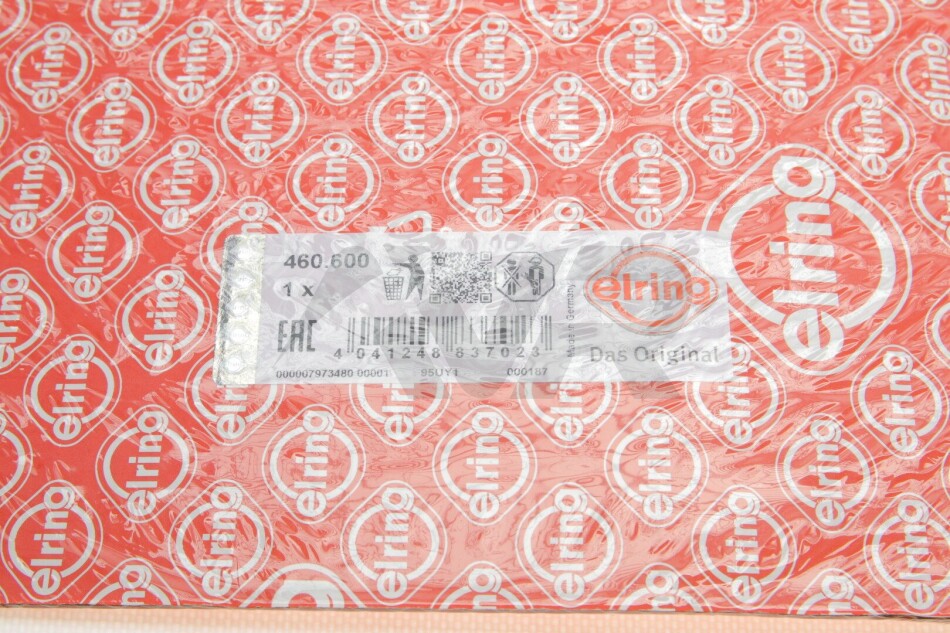 460.600
1 x
EAC
4 041248 837023
000007973480 00001 95UY1 000187
Made in Germany
elring
Das Original
elring